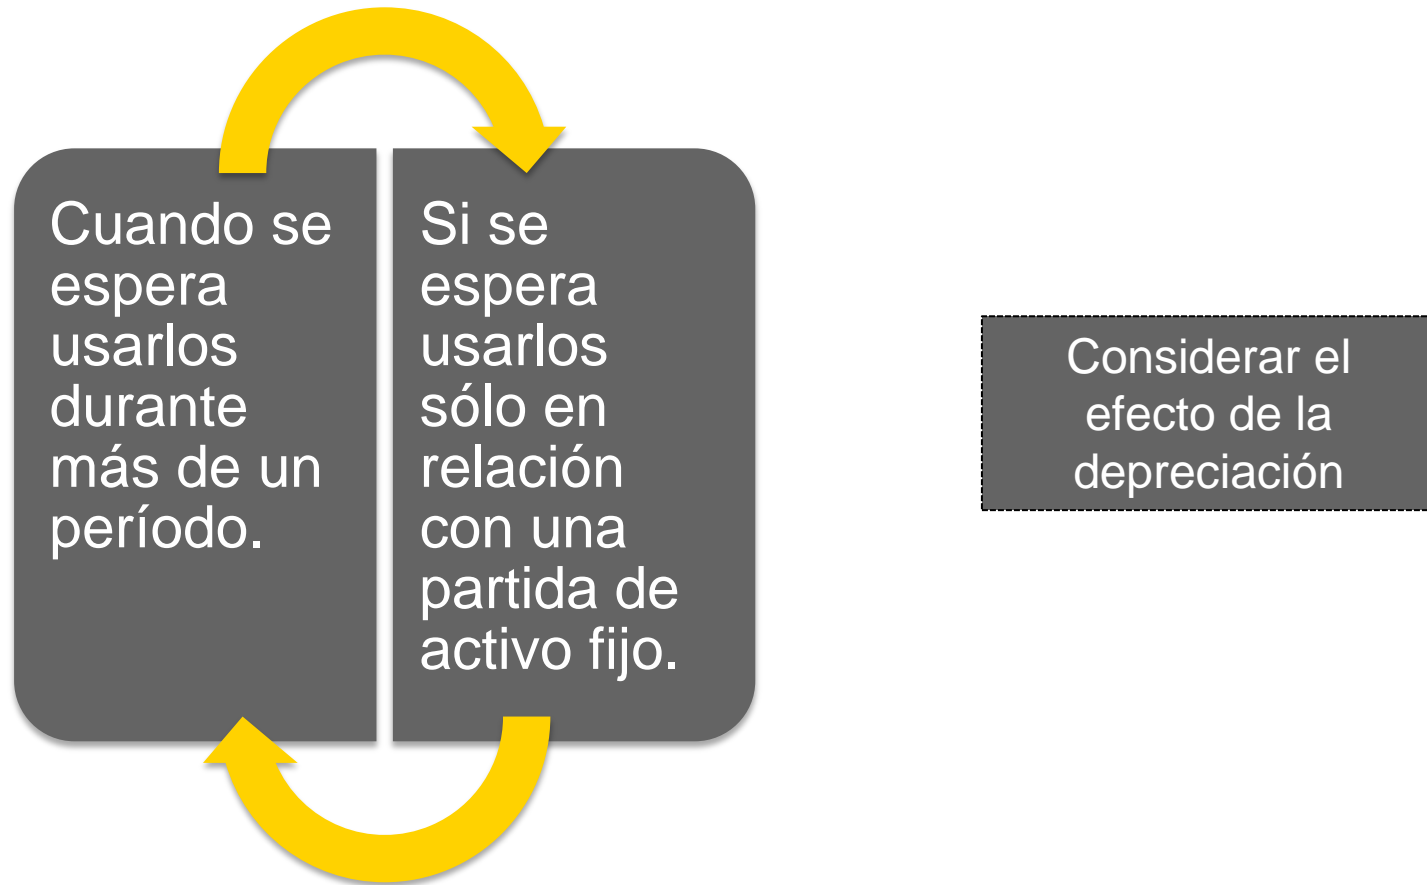 Cuando se
espera
usarlos
durante
más de un
período.
Si se
espera
usarlos
sólo en
relación
con una
partida de
activo fijo.
Considerar el
efecto de la
depreciación